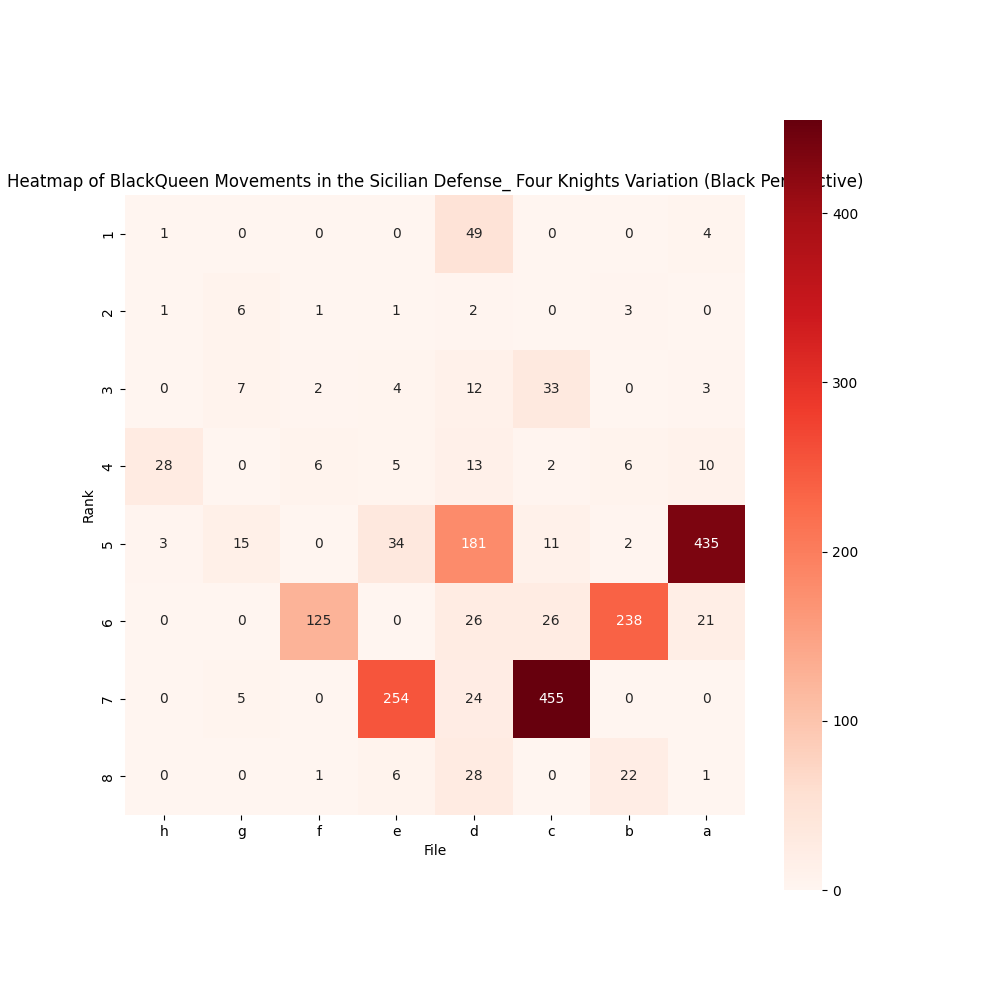 Heatmap of BlackQueen Movements in the Sicilian Defense_ Four Knights Variation (Black Perspective)
1 1 0 0 0 49 0 0 4
2 1 6 1 1 2 0 3 0
3 0 7 2 4 12 33 0 3
4 28 0 6 5 13 2 6 10
Rank
5 3 15 0 34 181 11 2 435
6 0 0 125 0 26 26 238 21
7 0 5 0 254 24 455 0 0
8 0 0 1 6 28 0 22 1
h g f e d c b a
File
400
300
200
100
0